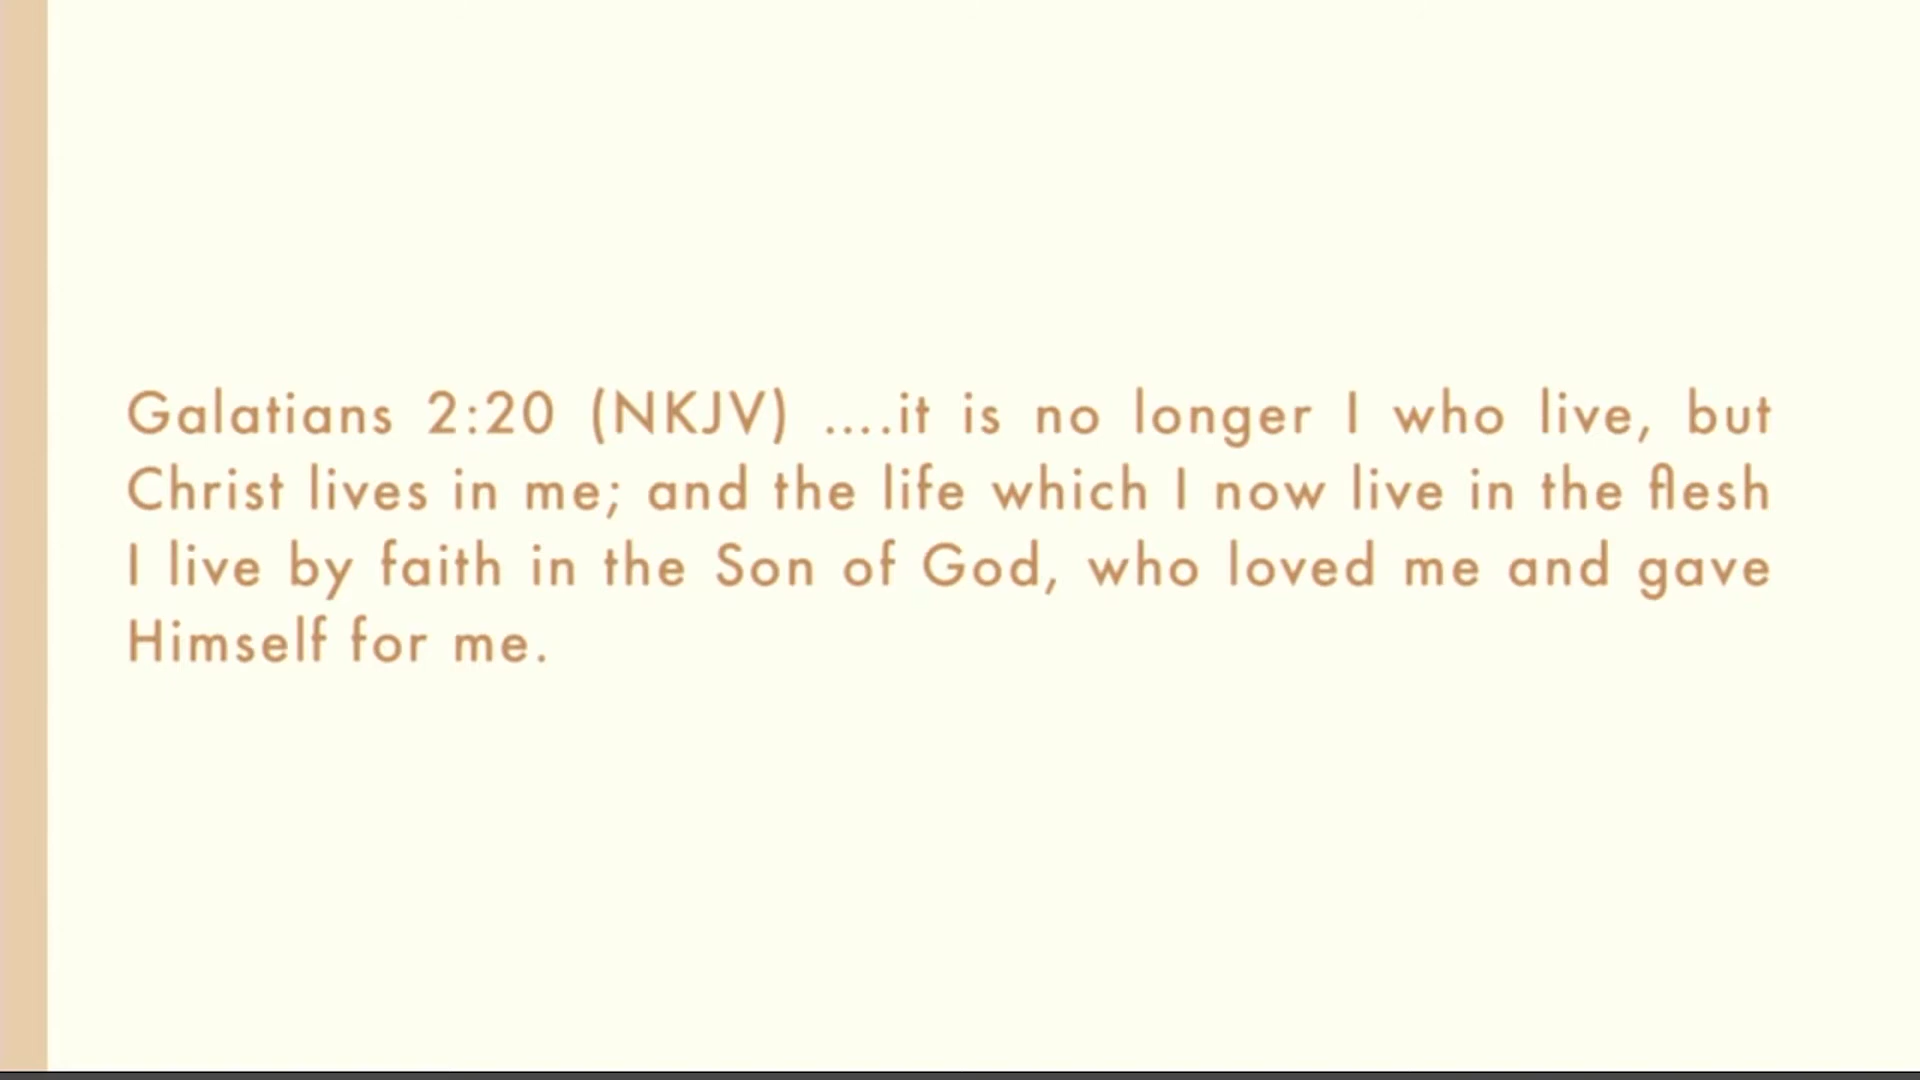 Galatians 2:20 (NKJV) ....it is no longer I who live, but
Christ lives in me; and the life which I now live in the flesh
I live by faith in the Son of God, who loved me and gave
Himself for me.